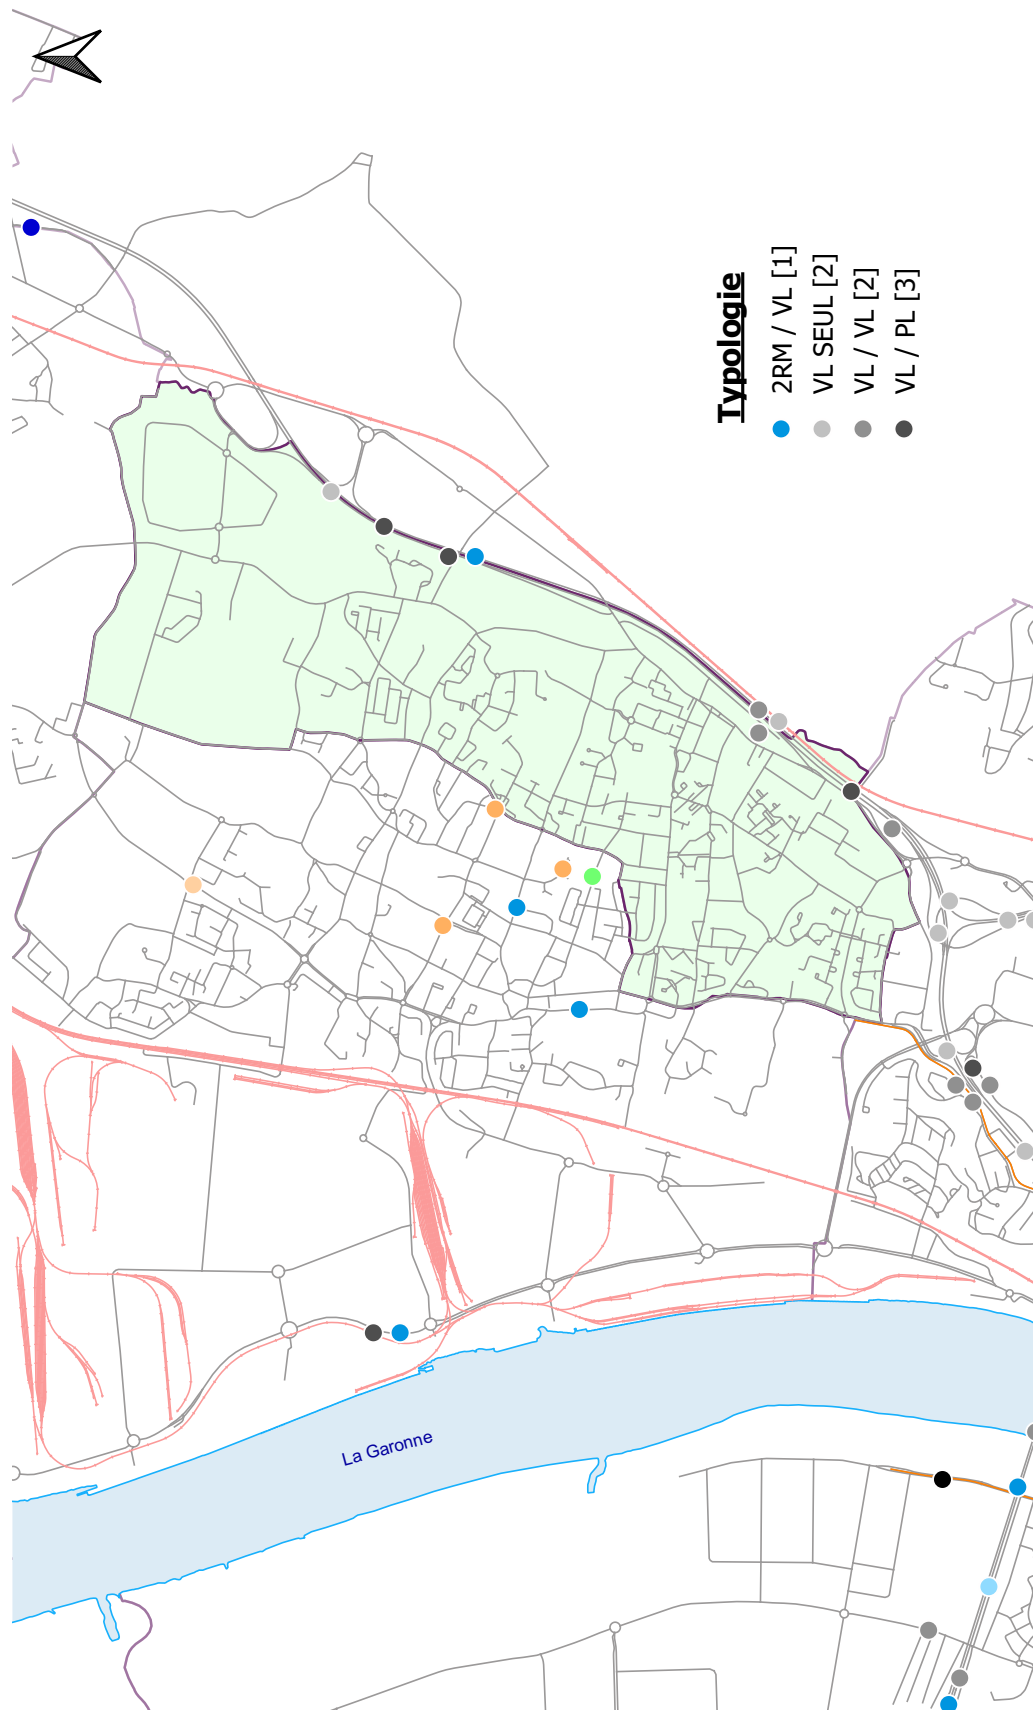 Typologie
2RM / VL [1]
VL SEUL [2]
VL / VL [2]
VL / PL [3]
La Garonne